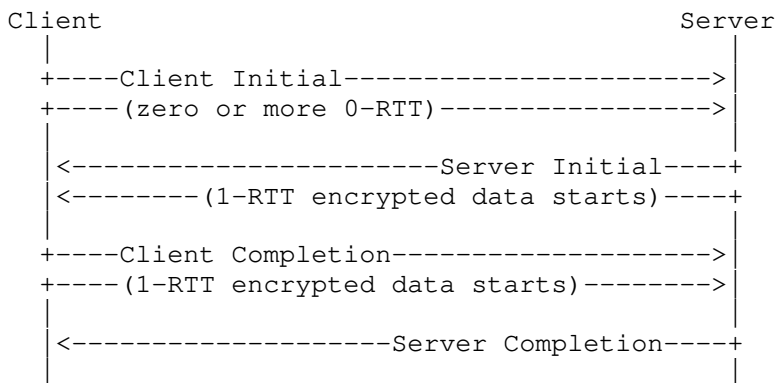 Client                                Server
  |                                     |
  +----Client Initial----------------------->|
  +----(zero or more 0-RTT)----------------->|
  |                                     |
  |<-----------------------Server Initial----+
  |<--------(1-RTT encrypted data starts)----+
  |                                     |
  +----Client Completion-------------------->|
  +----(1-RTT encrypted data starts)-------->|
  |                                     |
  |<--------------------Server Completion----+
  |                                     |